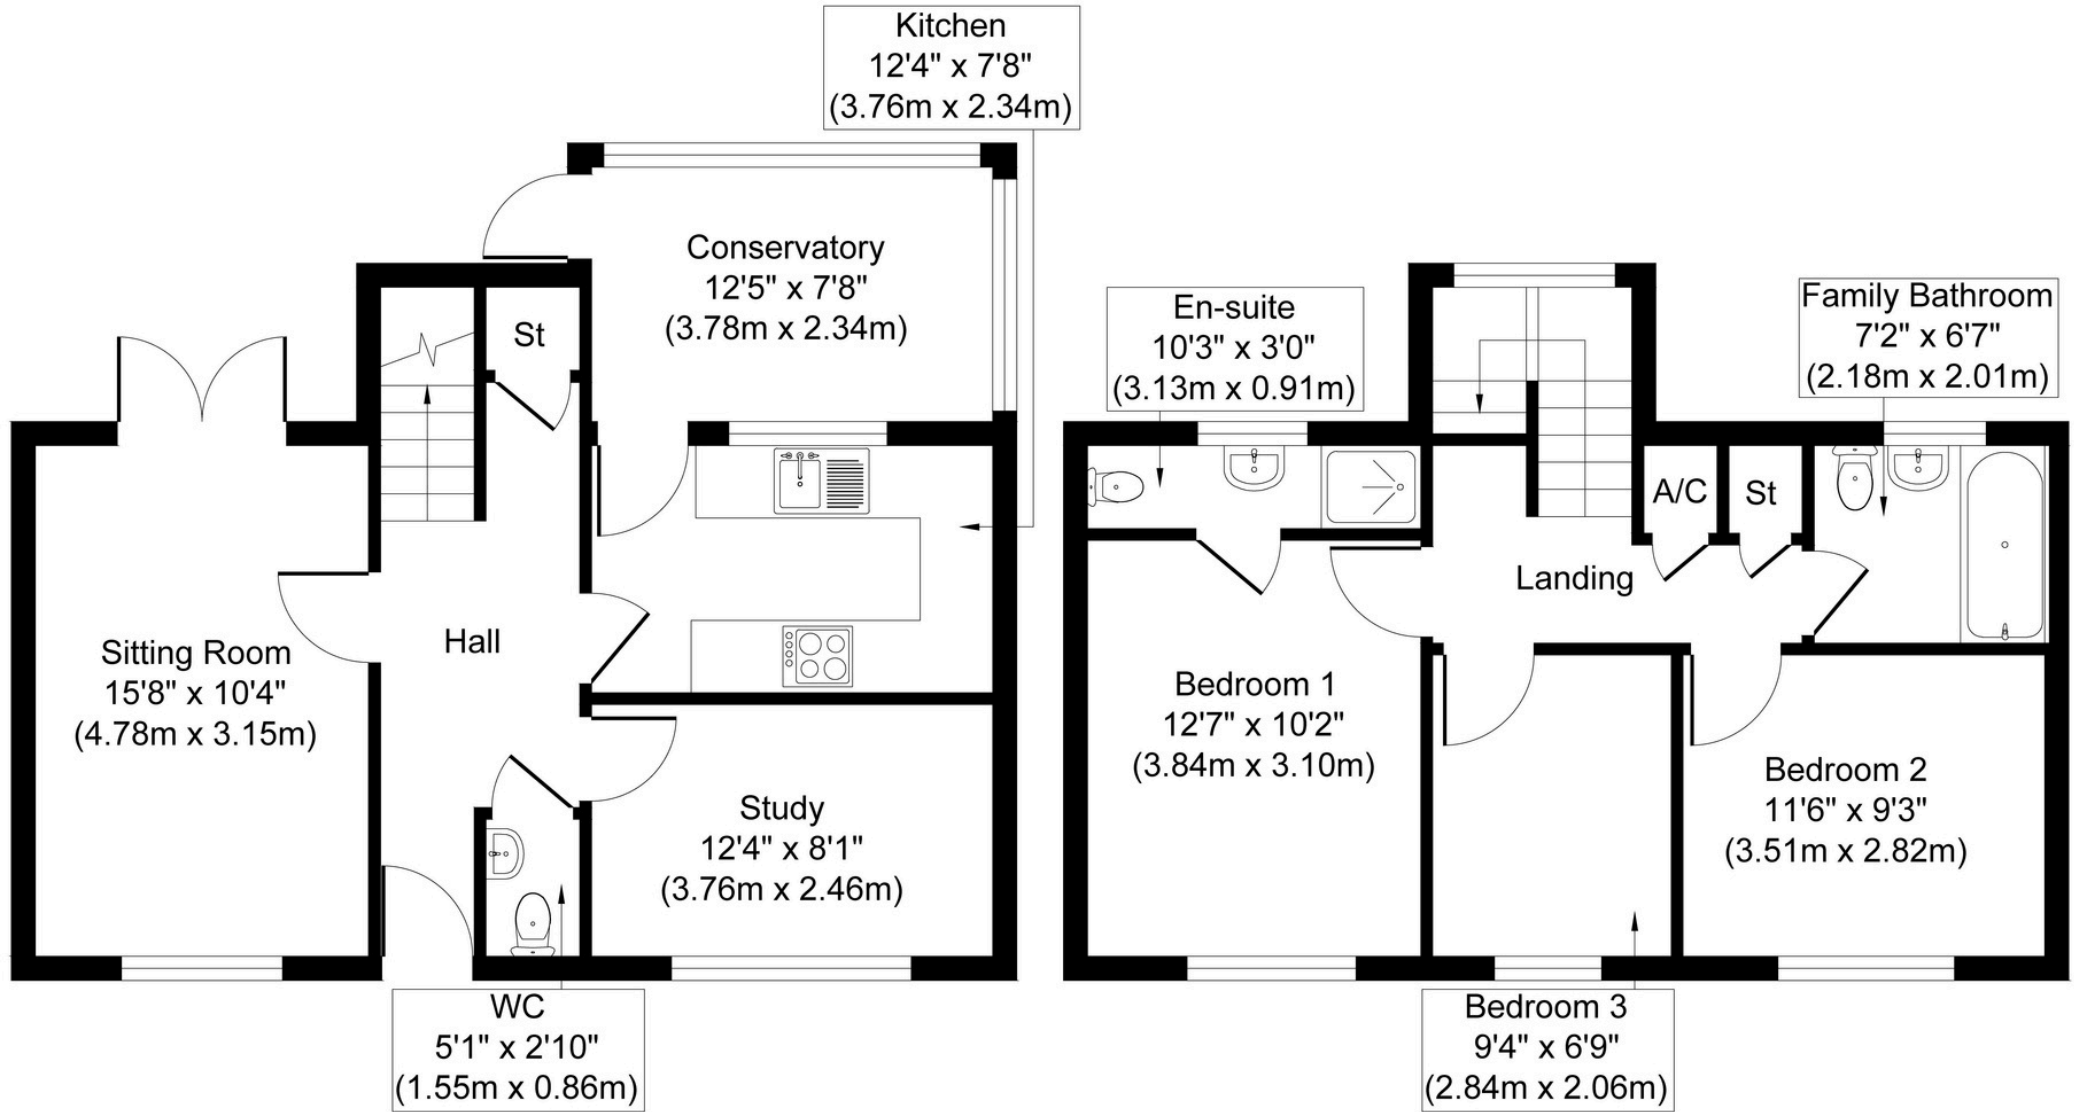 Kitchen
12'4" x 7'8"
(3.76m x 2.34m)
Conservatory
12'5" x 7'8"
(3.78m x 2.34m)
St
Sitting Room
15'8" x 10'4"
(4.78m x 3.15m)
Hall
Study
12'4" x 8'1"
(3.76m x 2.46m)
WC
5'1" x 2'10"
(1.55m x 0.86m)
En-suite
10'3" x 3'0"
(3.13m x 0.91m)
Family Bathroom
7'2" x 6'7"
(2.18m x 2.01m)
A/C
St
Landing
Bedroom 1
12'7" x 10'2"
(3.84m x 3.10m)
Bedroom 2
11'6" x 9'3"
(3.51m x 2.82m)
Bedroom 3
9'4" x 6'9"
(2.84m x 2.06m)